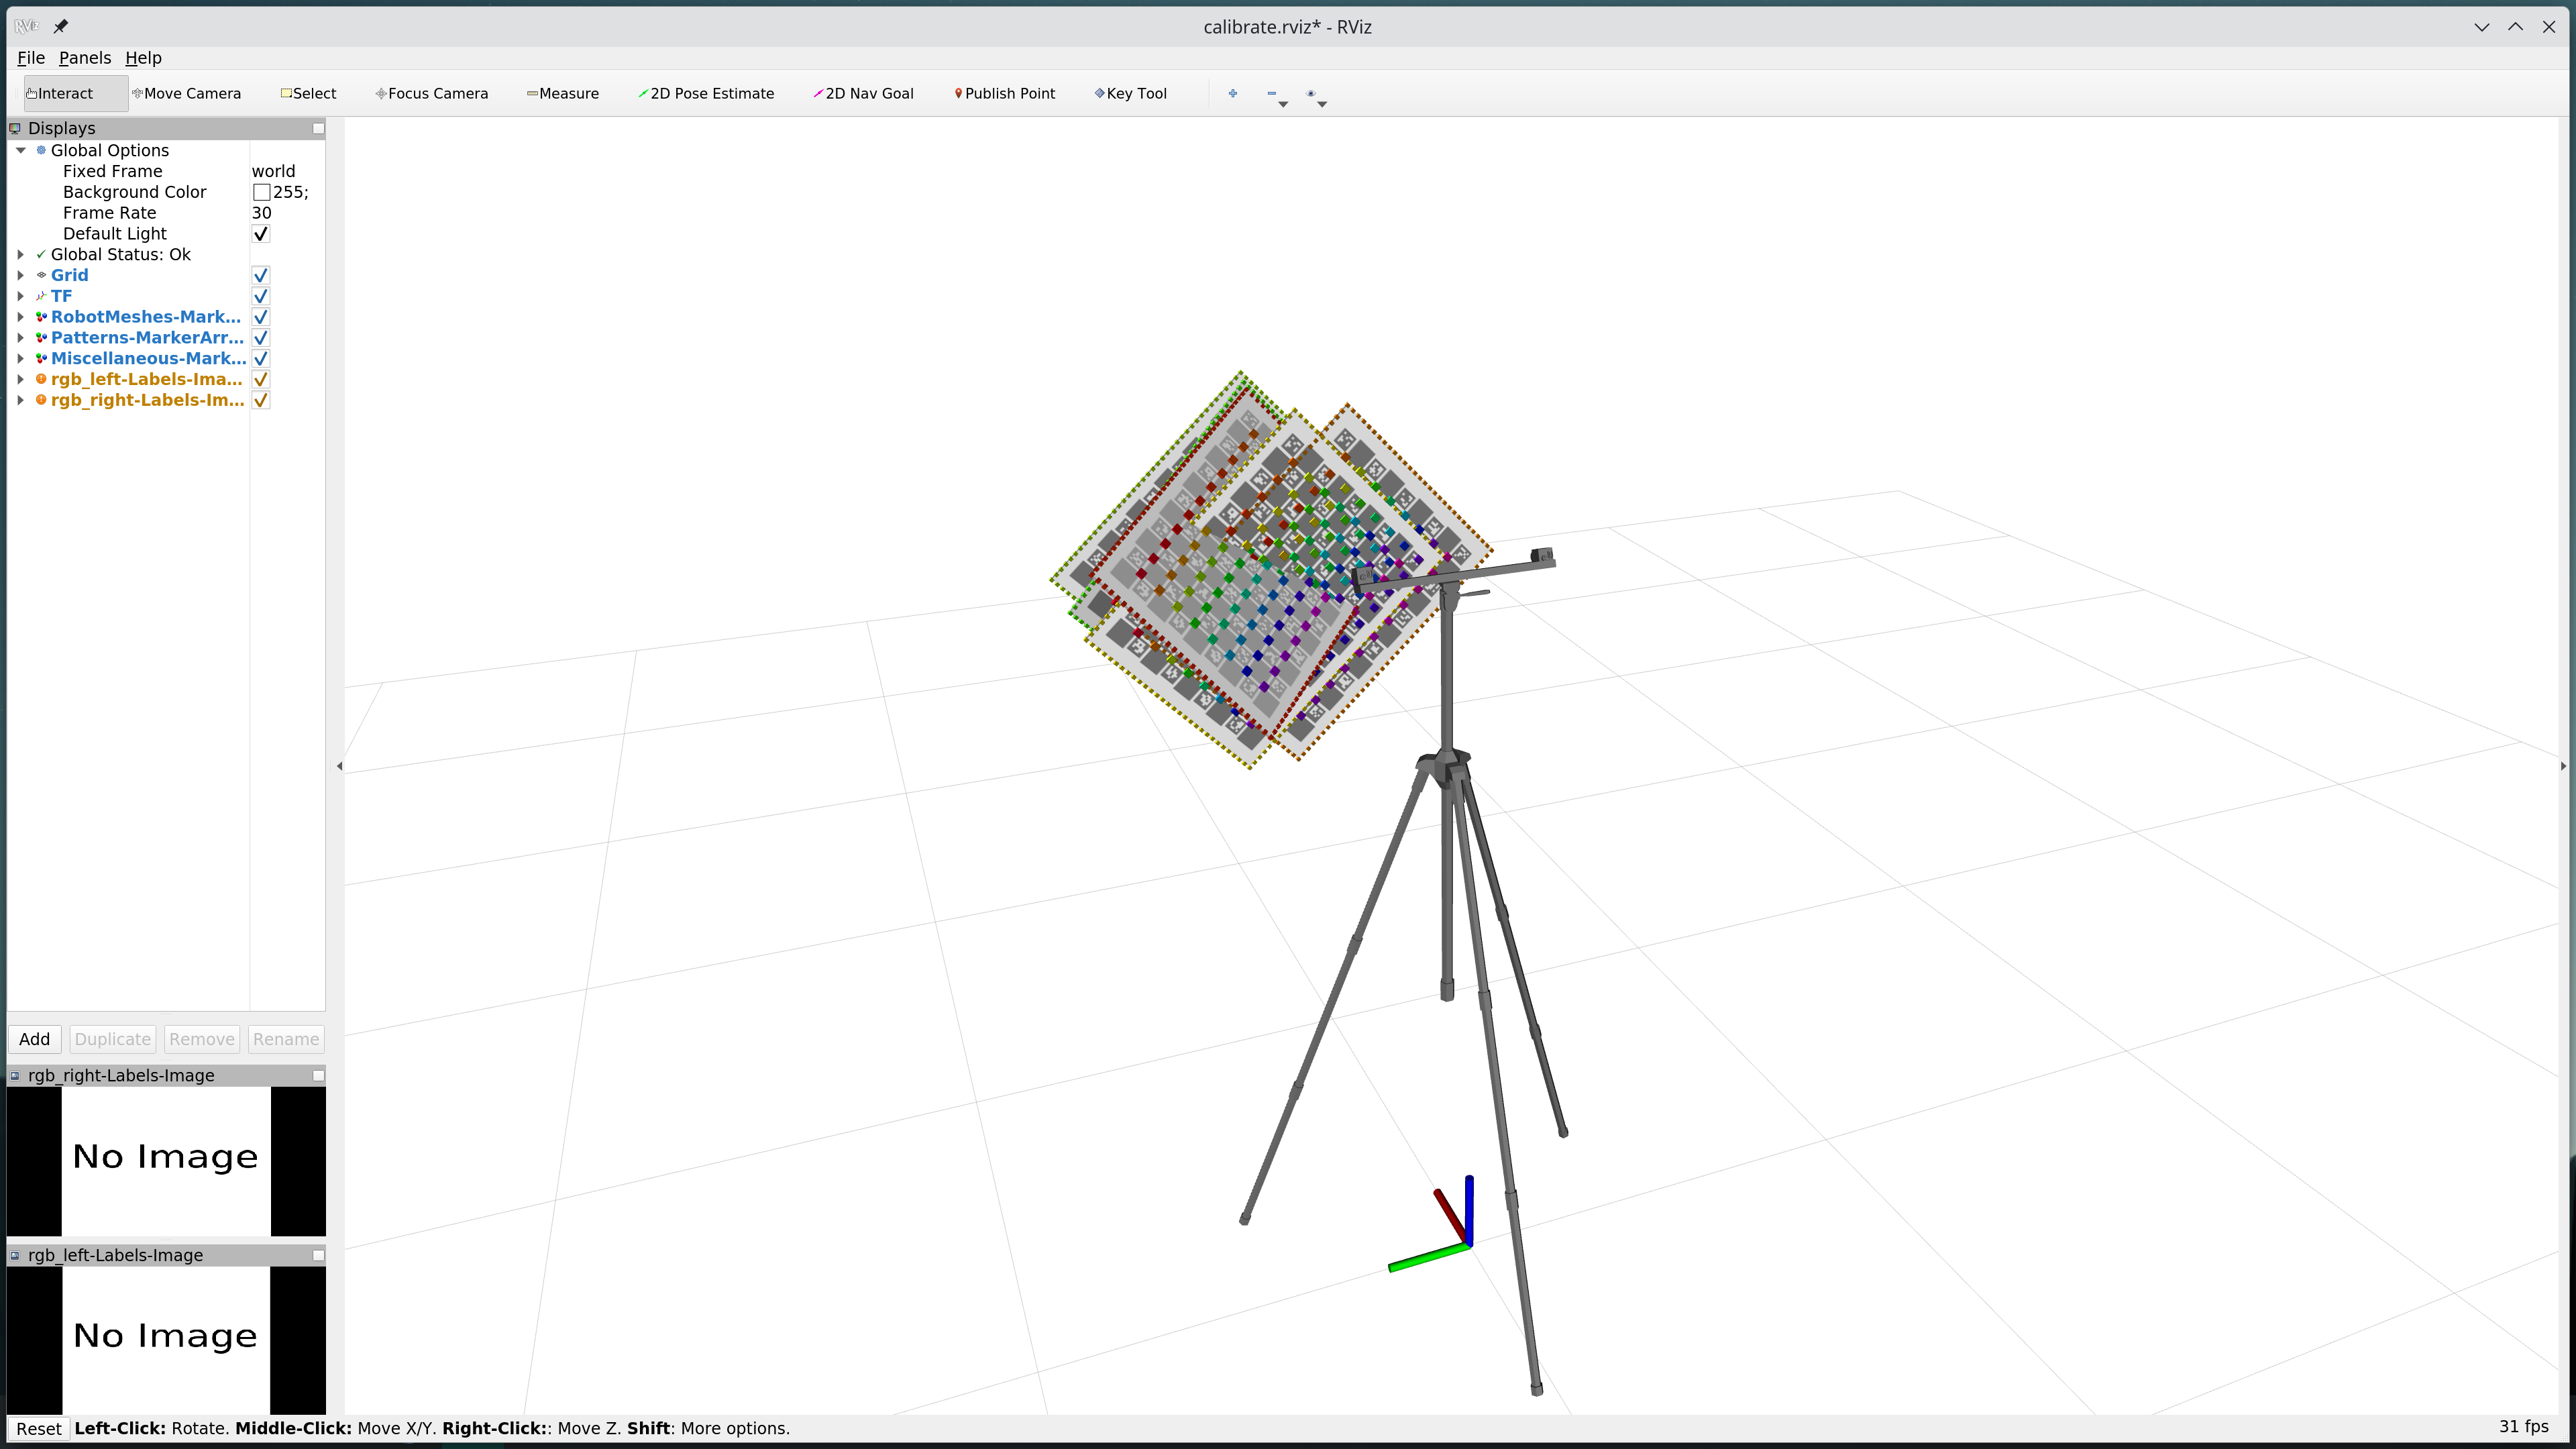 RViz
calibrate.rviz* - RViz
File Panels Help
Interact Move Camera Select Focus Camera Measure 2D Pose Estimate 2D Nav Goal Publish Point Key Tool
Displays
Global Options
Fixed Frame world
Background Color 255;
Frame Rate 30
Default Light
Global Status: Ok
Grid
TF
RobotMeshes-Mark...
Patterns-MarkerArr...
Miscellaneous-Mark...
rgb_left-Labels-Ima...
rgb_right-Labels-Im...
Add Duplicate Remove Rename
rgb_right-Labels-Image
No Image
rgb_left-Labels-Image
No Image
Reset Left-Click: Rotate. Middle-Click: Move X/Y. Right-Click:: Move Z. Shift: More options. 31 fps